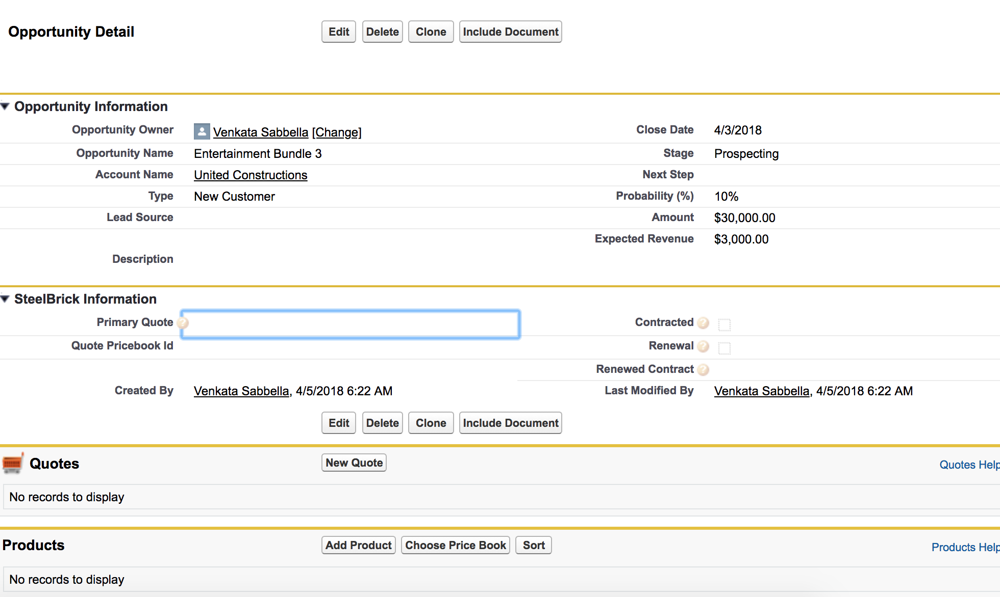 Opportunity Detail Edit Delete Clone Include Document
Opportunity Information
Opportunity Owner Venkata Sabbella [Change] Close Date 4/3/2018
Opportunity Name Entertainment Bundle 3 Stage Prospecting
Account Name United Constructions Next Step
Type New Customer Probability (%) 10%
Lead Source Amount $30,000.00
Expected Revenue $3,000.00
Description
SteelBrick Information
Primary Quote ? Contracted ?
Quote Pricebook Id Renewal ?
Renewed Contract ?
Created By Venkata Sabbella, 4/5/2018 6:22 AM Last Modified By Venkata Sabbella, 4/5/2018 6:22 AM
Edit Delete Clone Include Document
Quotes New Quote Quotes Help
No records to display
Products Add Product Choose Price Book Sort Products Help
No records to display